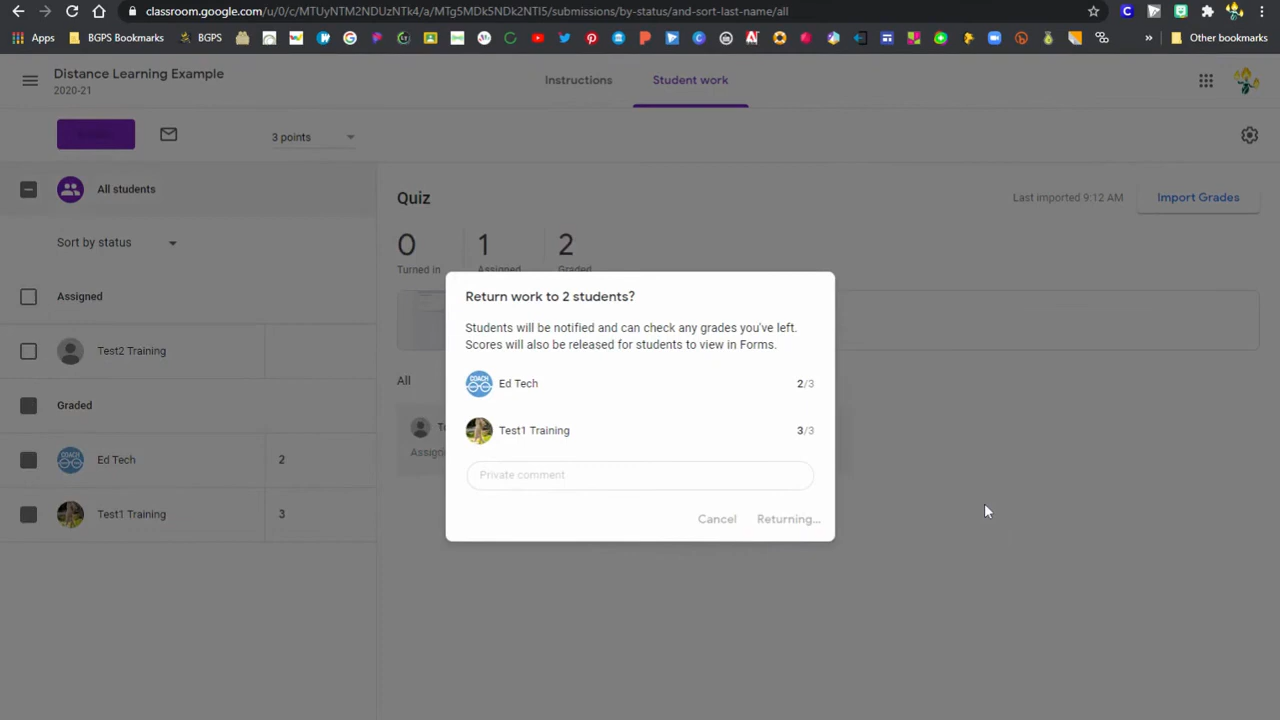 classroom.google.com/u/0/c/MTUyNTM2NDUzNTk4/a/MTg5MDk5NDk2NTI5/submissions/by-status/and-sort-last-name/all
Apps
BGPS Bookmarks
BGPS
Other bookmarks
Distance Learning Example
2020-21
Instructions
Student work
3 points
All students
Quiz
Last imported 9:12 AM
Import Grades
Sort by status
0
1
2
Turned in
Assigned
Graded
Assigned
Test2 Training
Graded
Ed Tech
2
Test1 Training
3
All
Return work to 2 students?
Students will be notified and can check any grades you've left.
Scores will also be released for students to view in Forms.
Ed Tech
2/3
Test1 Training
3/3
Private comment
Cancel
Returning...